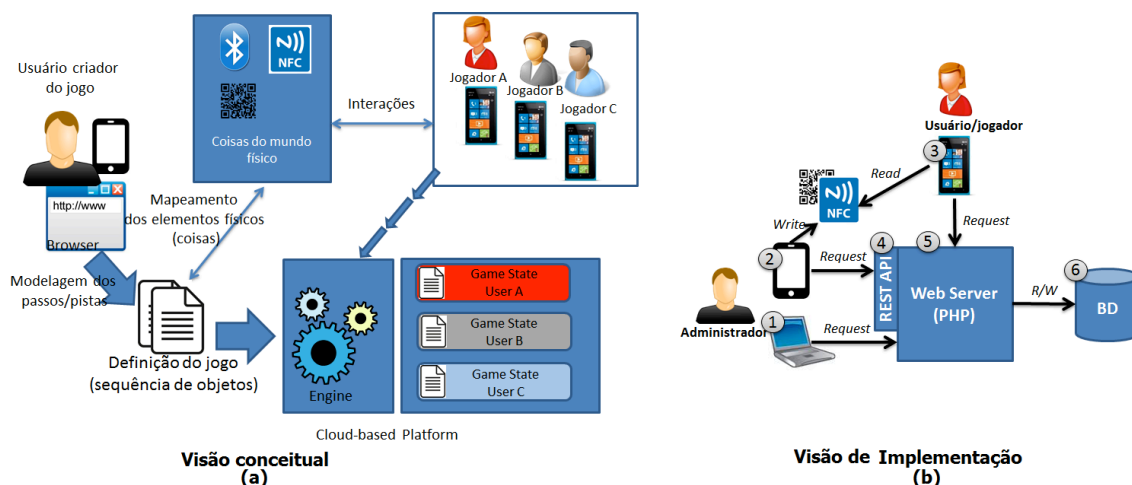 Usuário criador
do jogo
http://www
Browser
Modelagem dos
passos/pistas
NFC
Coisas do mundo
físico
Interações
Jogador A
Jogador B
Jogador C
Mapeamento
dos elementos físicos
(coisas)
Definição do jogo
(sequência de objetos)
Engine
Game State
User A
Game State
User B
Game State
User C
Cloud-based Platform
Visão conceitual
(a)
Usuário/jogador
3
Read
NFC
Write
Request
2
Request
4
5
REST API
Web Server
(PHP)
R/W
6
BD
Administrador
1
Request
Visão de Implementação
(b)